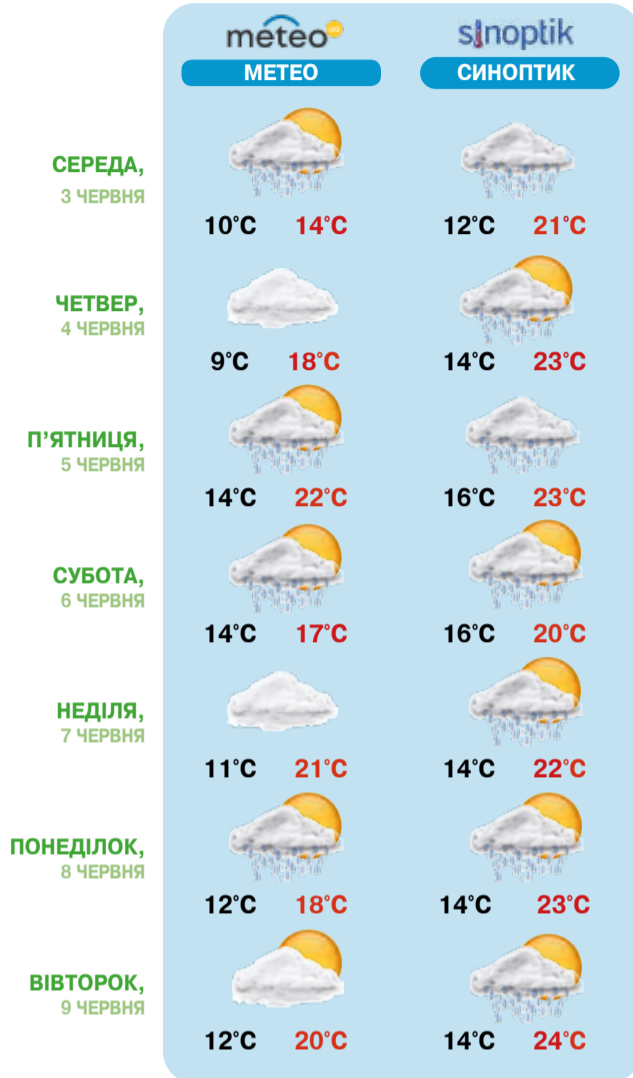 meteo sinoptik
МЕТЕО СИНОПТИК
СЕРЕДА,
3 ЧЕРВНЯ
10°C 14°C 12°C 21°C
ЧЕТВЕР,
4 ЧЕРВНЯ
9°C 18°C 14°C 23°C
П’ЯТНИЦЯ,
5 ЧЕРВНЯ
14°C 22°C 16°C 23°C
СУБОТА,
6 ЧЕРВНЯ
14°C 17°C 16°C 20°C
НЕДІЛЯ,
7 ЧЕРВНЯ
11°C 21°C 14°C 22°C
ПОНЕДІЛОК,
8 ЧЕРВНЯ
12°C 18°C 14°C 23°C
ВІВТОРОК,
9 ЧЕРВНЯ
12°C 20°C 14°C 24°C